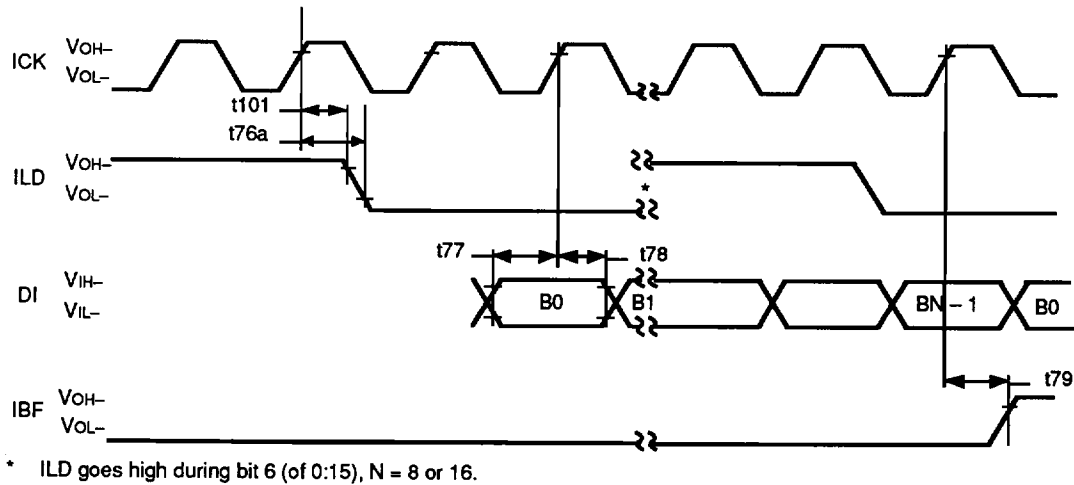 ICK
VOH–
VOL–
t101
t76a
ILD
VOH–
VOL–
*
t77
t78
DI
VIH–
VIL–
B0
B1
BN – 1
B0
t79
IBF
VOH–
VOL–
* ILD goes high during bit 6 (of 0:15), N = 8 or 16.